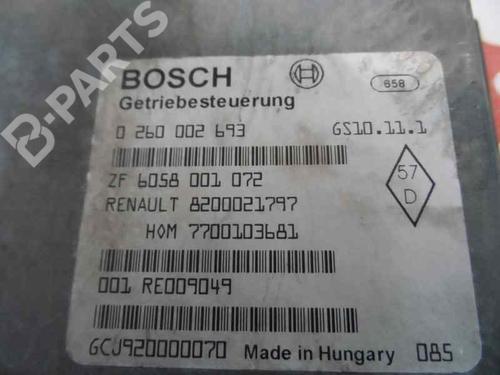 B-PARTS
BOSCH
658
Getriebesteuerung
0 260 002 693 GS10.11.1
ZF 6058 001 072
57
D
RENAULT 8200021797
HOM 7700103681
001 RE009049
GCJ920000070 Made in Hungary 085